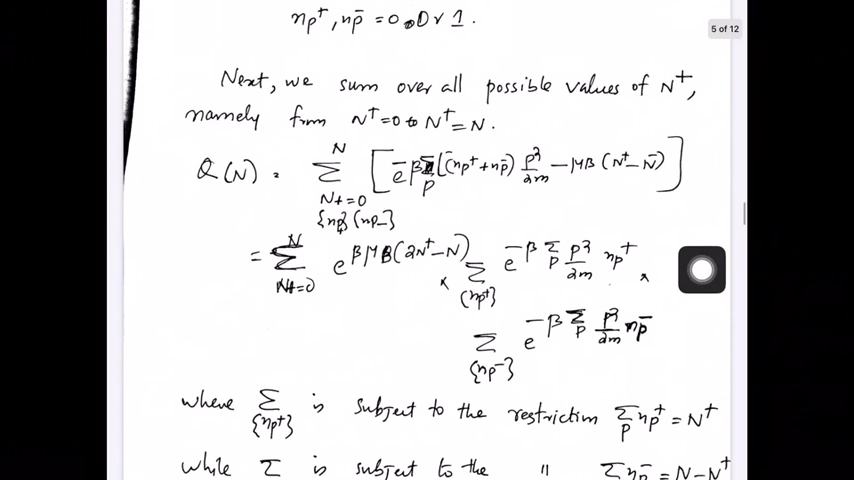 np⁺, np⁻ = 0 or 1.
5 of 12
Next, we sum over all possible values of N⁺,
namely from N⁺=0 to N⁺=N.
Q(N) = Σ_{N+=0 {np+}{np-}}^{N} [e^{-βΣ_p[(np⁺+np⁻) p²/2m - μB(N⁺-N⁻)}]
= Σ_{N+=0}^{N} e^{βμB(2N⁺-N)} × Σ_{{np⁺}} e^{-β Σ_p p²/2m np⁺} ×
Σ_{{np⁻}} e^{-β Σ_p p²/2m np⁻}
where Σ_{{np⁺}} is subject to the restriction Σ_p np⁺ = N⁺
while Σ is subject to the " Σ np⁻ = N-N⁺